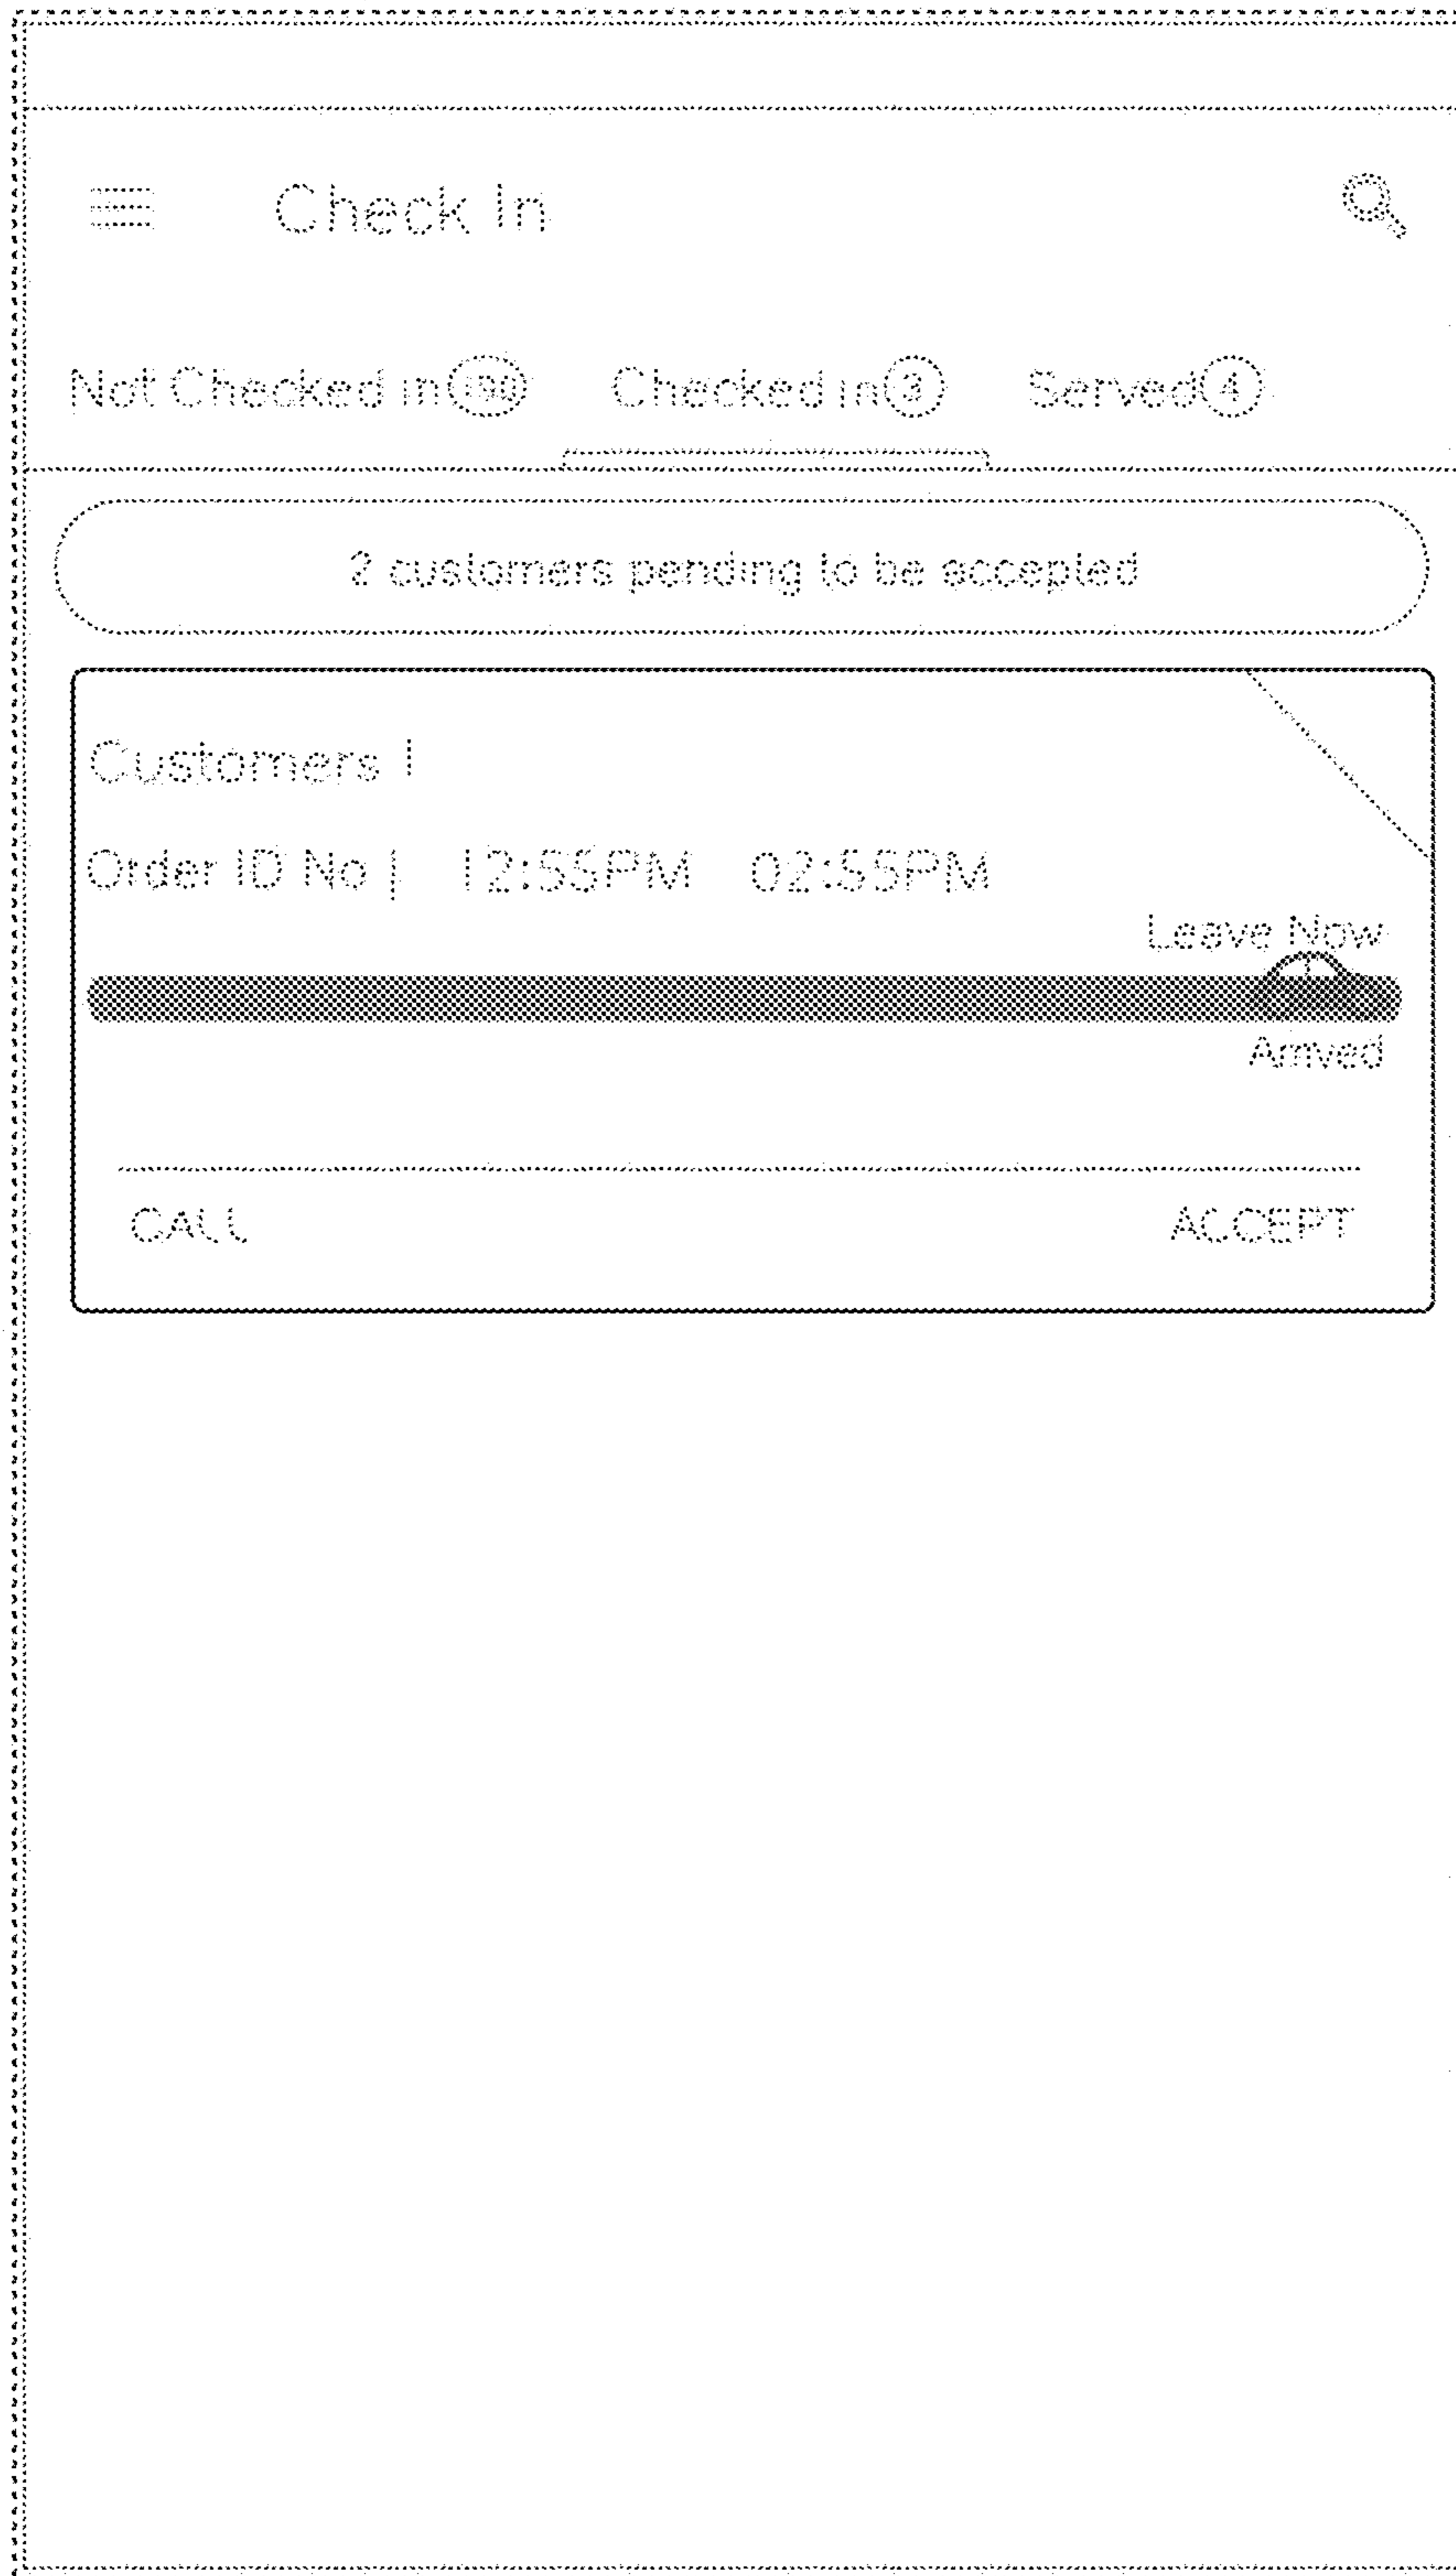 Check In
Not Checked in 190 Checked in 3 Served 4
2 customers pending to be accepted
Customers 1
Order ID No | 12:55PM 02:55PM
Leave Now
Arrived
CALL ACCEPT